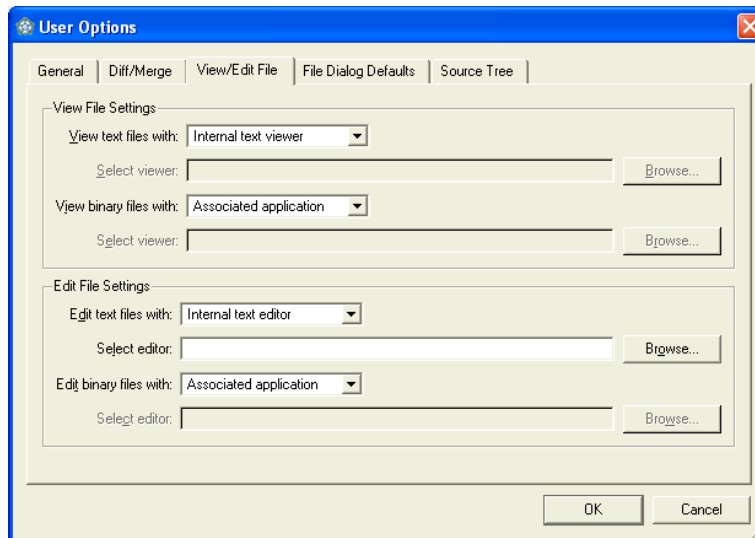 User Options
General Diff/Merge View/Edit File File Dialog Defaults Source Tree
View File Settings
View text files with: Internal text viewer
Select viewer: Browse...
View binary files with: Associated application
Select viewer: Browse...
Edit File Settings
Edit text files with: Internal text editor
Select editor: Browse...
Edit binary files with: Associated application
Select editor: Browse...
OK Cancel